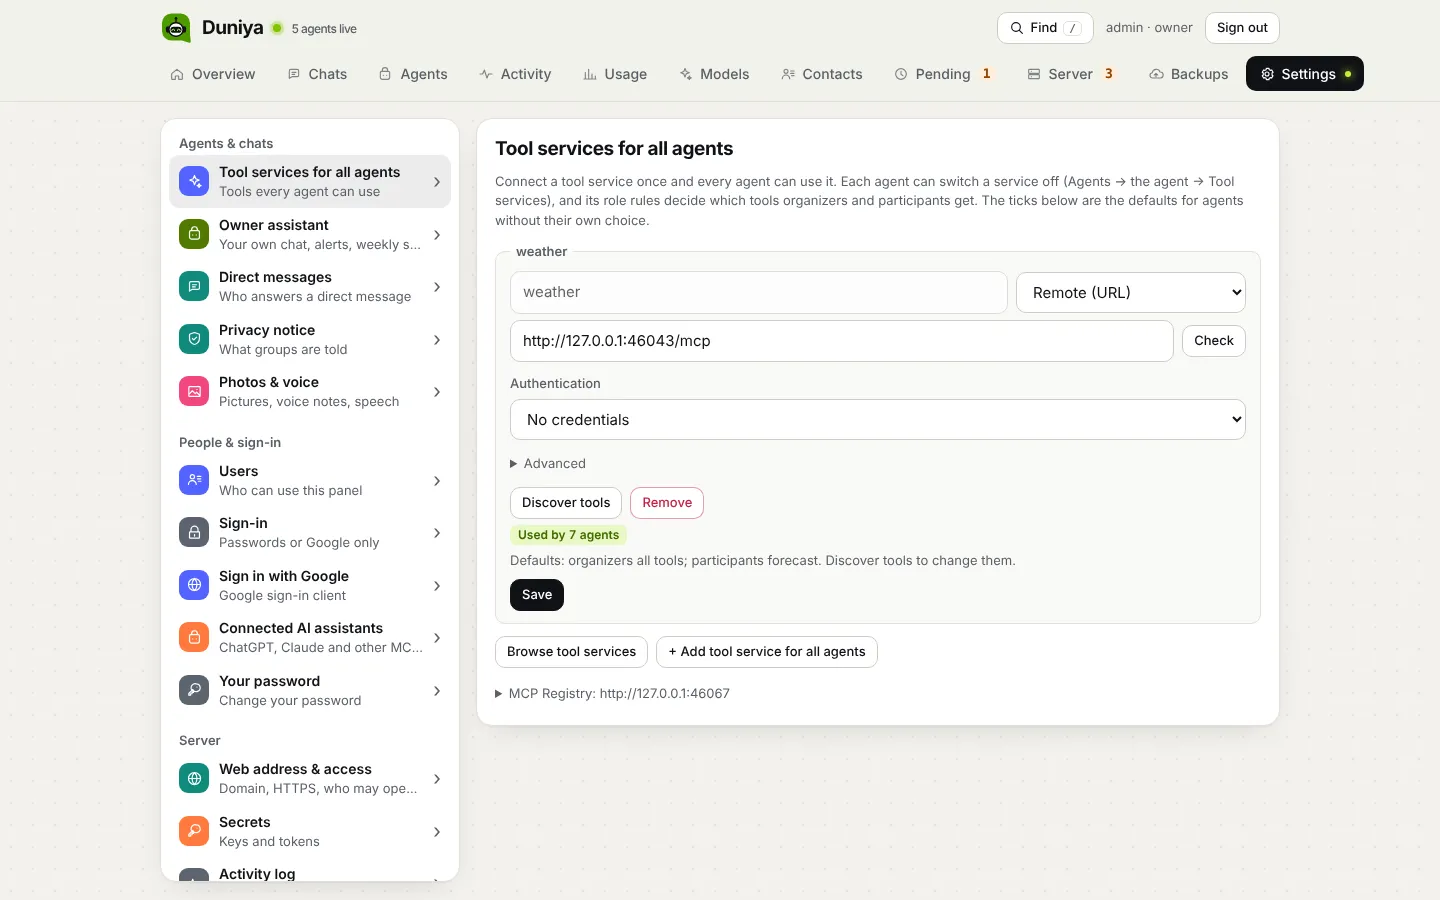 Duniya
5 agents live
Find /
admin · owner
Sign out
Overview
Chats
Agents
Activity
Usage
Models
Contacts
Pending 1
Server 3
Backups
Settings
Agents & chats
Tool services for all agents
Tools every agent can use
Owner assistant
Your own chat, alerts, weekly s...
Direct messages
Who answers a direct message
Privacy notice
What groups are told
Photos & voice
Pictures, voice notes, speech
People & sign-in
Users
Who can use this panel
Sign-in
Passwords or Google only
Sign in with Google
Google sign-in client
Connected AI assistants
ChatGPT, Claude and other MC...
Your password
Change your password
Server
Web address & access
Domain, HTTPS, who may ope...
Secrets
Keys and tokens
Activity log
Tool services for all agents
Connect a tool service once and every agent can use it. Each agent can switch a service off (Agents → the agent → Tool
services), and its role rules decide which tools organizers and participants get. The ticks below are the defaults for agents
without their own choice.
weather
weather
Remote (URL)
http://127.0.0.1:46043/mcp
Check
Authentication
No credentials
Advanced
Discover tools
Remove
Used by 7 agents
Defaults: organizers all tools; participants forecast. Discover tools to change them.
Save
Browse tool services
+ Add tool service for all agents
MCP Registry: http://127.0.0.1:46067